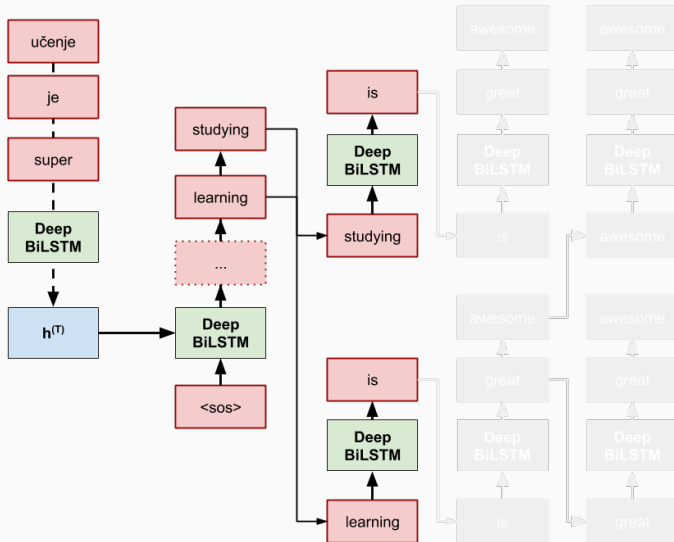 učenje
je
super
Deep
BiLSTM
h(T)
studying
learning
...
Deep
BiLSTM
<sos>
is
Deep
BiLSTM
studying
is
Deep
BiLSTM
learning
awesome
great
Deep
BiLSTM
is
awesome
great
Deep
BiLSTM
is
awesome
great
Deep
BiLSTM
awesome
awesome
great
Deep
BiLSTM
great